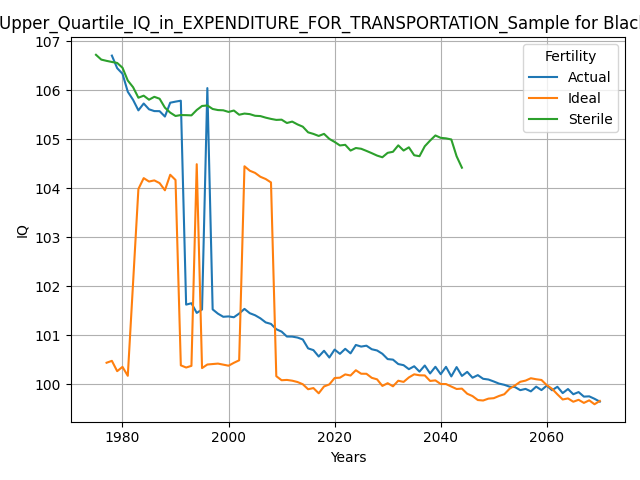 Upper_Quartile_IQ_in_EXPENDITURE_FOR_TRANSPORTATION_Sample for Blac
107
106
105
104
103
102
101
100
IQ
Fertility
Actual
Ideal
Sterile
1980
2000
2020
2040
2060
Years